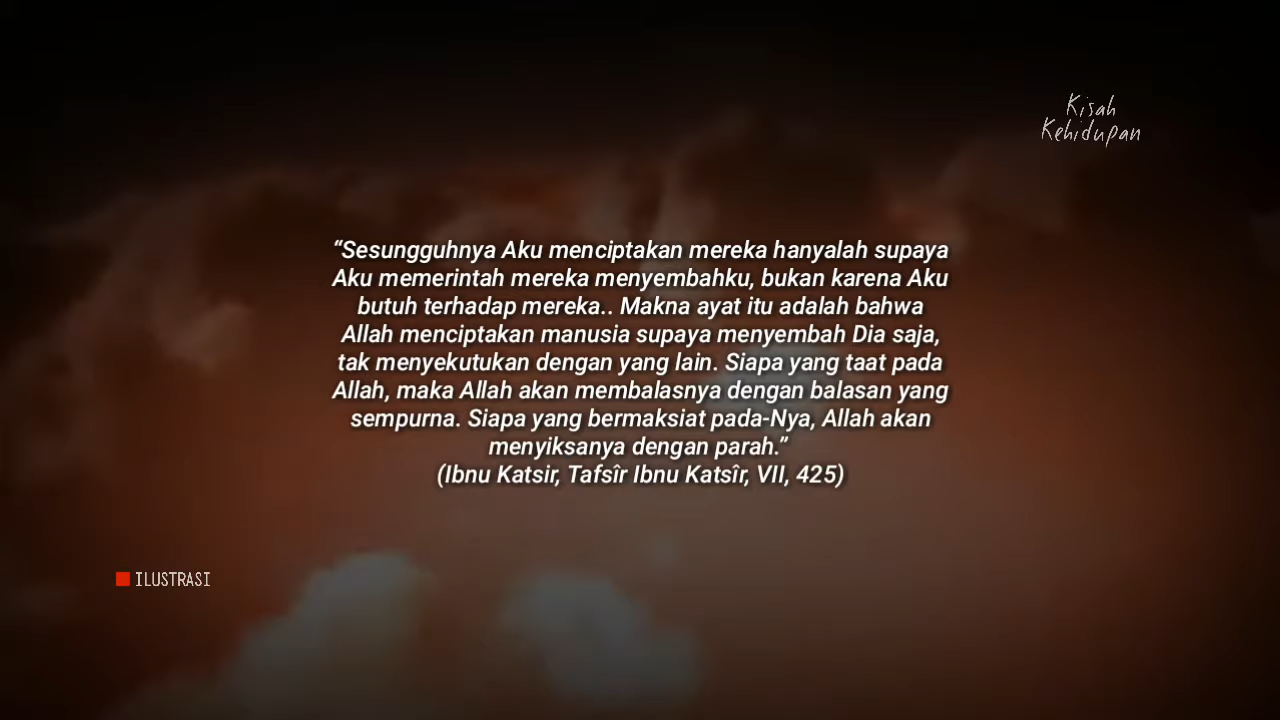 Kisah
Kehidupan
“Sesungguhnya Aku menciptakan mereka hanyalah supaya
Aku memerintah mereka menyembahku, bukan karena Aku
butuh terhadap mereka.. Makna ayat itu adalah bahwa
Allah menciptakan manusia supaya menyembah Dia saja,
tak menyekutukan dengan yang lain. Siapa yang taat pada
Allah, maka Allah akan membalasnya dengan balasan yang
sempurna. Siapa yang bermaksiat pada-Nya, Allah akan
menyiksanya dengan parah.”
(Ibnu Katsir, Tafsîr Ibnu Katsîr, VII, 425)
ILUSTRASI